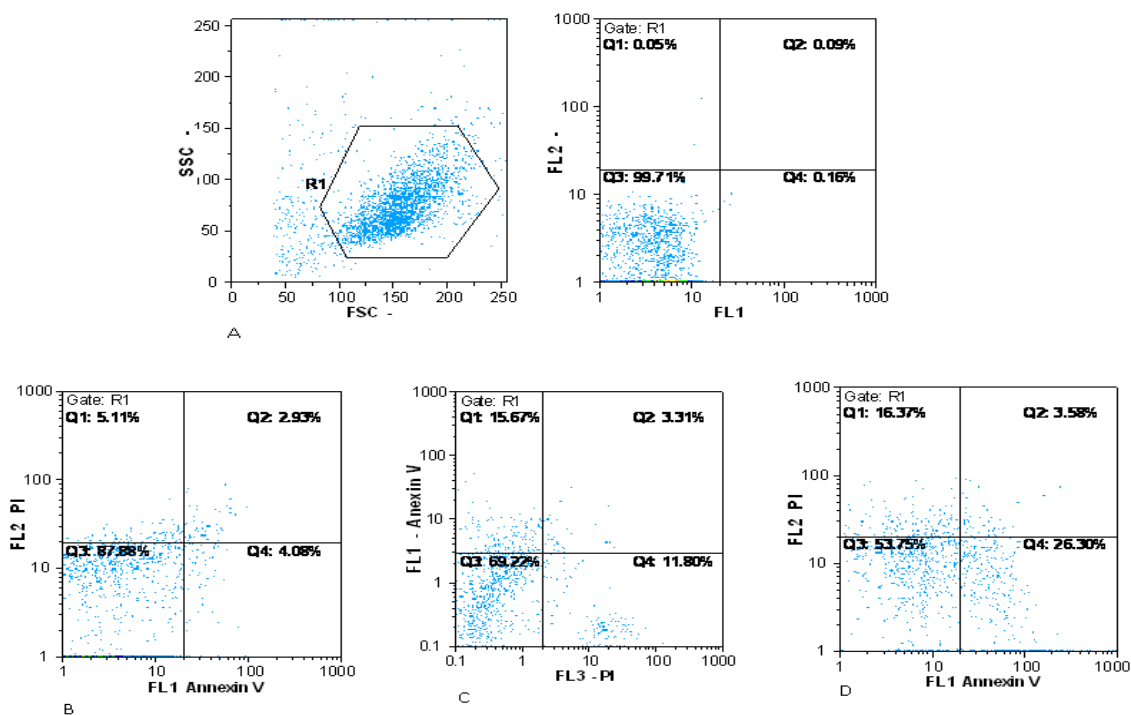 250
200
150
100
50
0
SSC -
R1
0 50 100 150 200 250
FSC -
A
1000
100
10
1
FL2 -
Gate: R1
Q1: 0.05% Q2: 0.09%
Q3: 99.71% Q4: 0.16%
1 10 100 1000
FL1
1000
100
10
1
FL2 PI
Gate: R1
Q1: 5.11% Q2: 2.93%
Q3: 87.88% Q4: 4.08%
1 10 100 1000
FL1 Annexin V
B
1000
100
10
1
0.1
FL1 - Anexin V
Gate: R1
Q1: 15.67% Q2: 3.31%
Q3: 69.22% Q4: 11.80%
0.1 1 10 100 1000
FL3 - PI
C
1000
100
10
1
FL2 PI
Gate: R1
Q1: 16.37% Q2: 3.58%
Q3: 53.75% Q4: 26.30%
1 10 100 1000
FL1 Annexin V
D